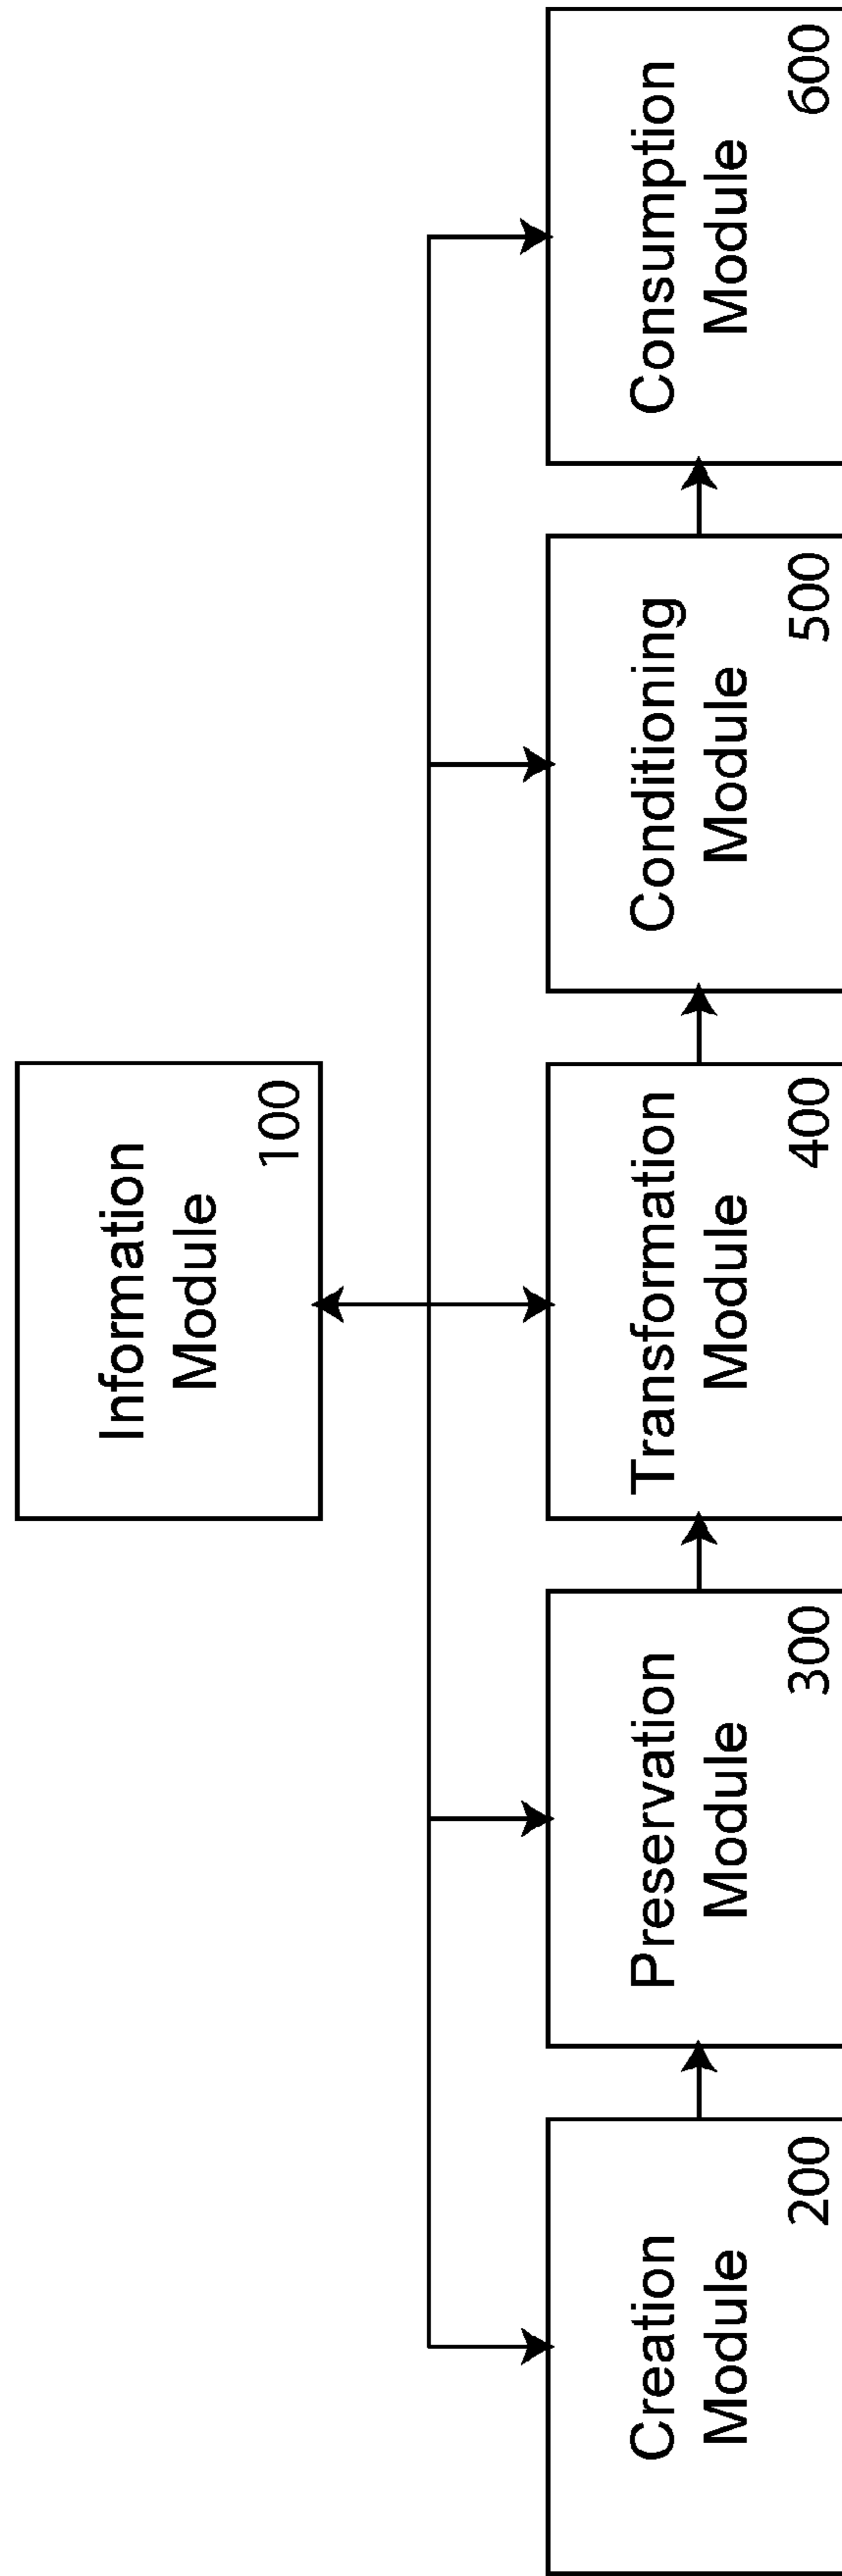 Information
Module
100
Creation
Module
200
Preservation
Module
300
Transformation
Module
400
Conditioning
Module
500
Consumption
Module
600